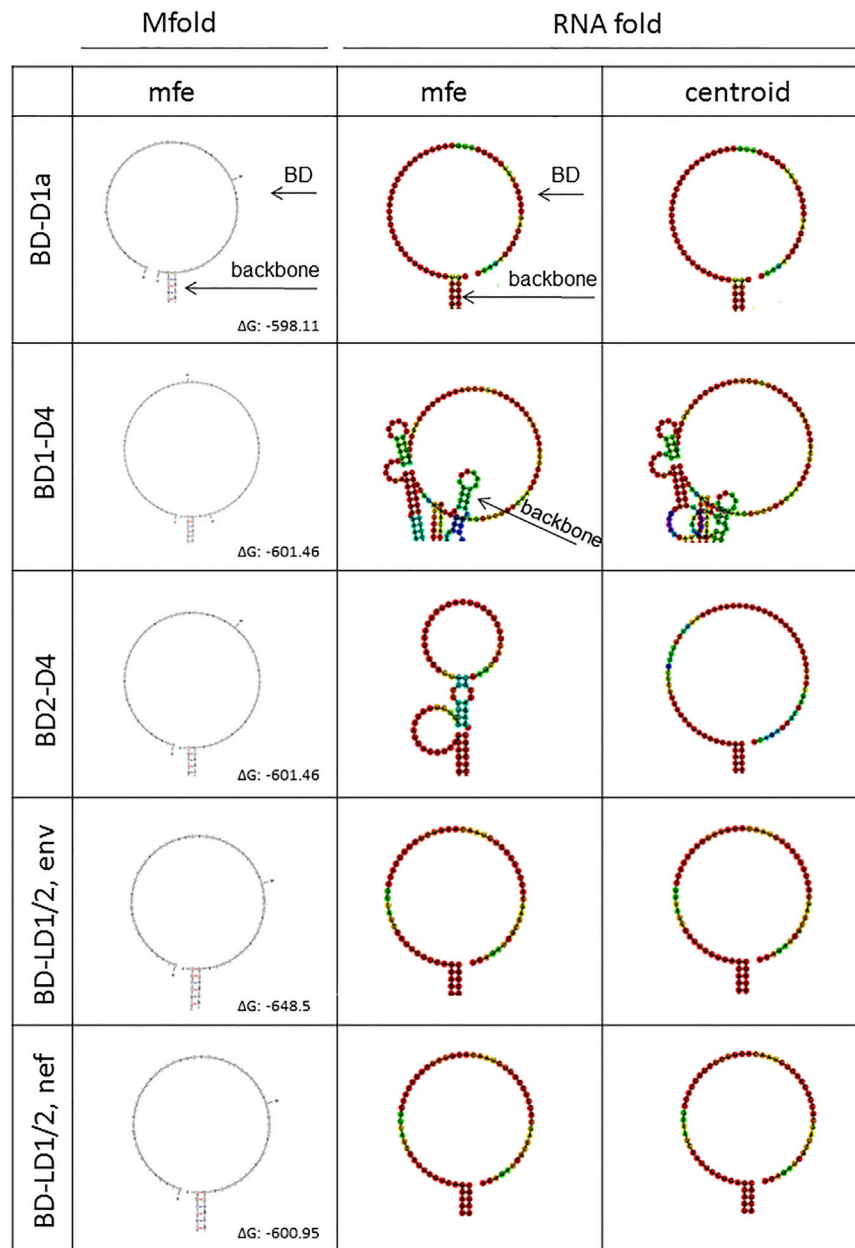 Mfold RNA fold
mfe mfe centroid
BD-D1a
BD BD
backbone backbone
ΔG: -598.11
BD1-D4
backbone
ΔG: -601.46
BD2-D4
ΔG: -601.46
BD-LD1/2, env
ΔG: -648.5
BD-LD1/2, nef
ΔG: -600.95